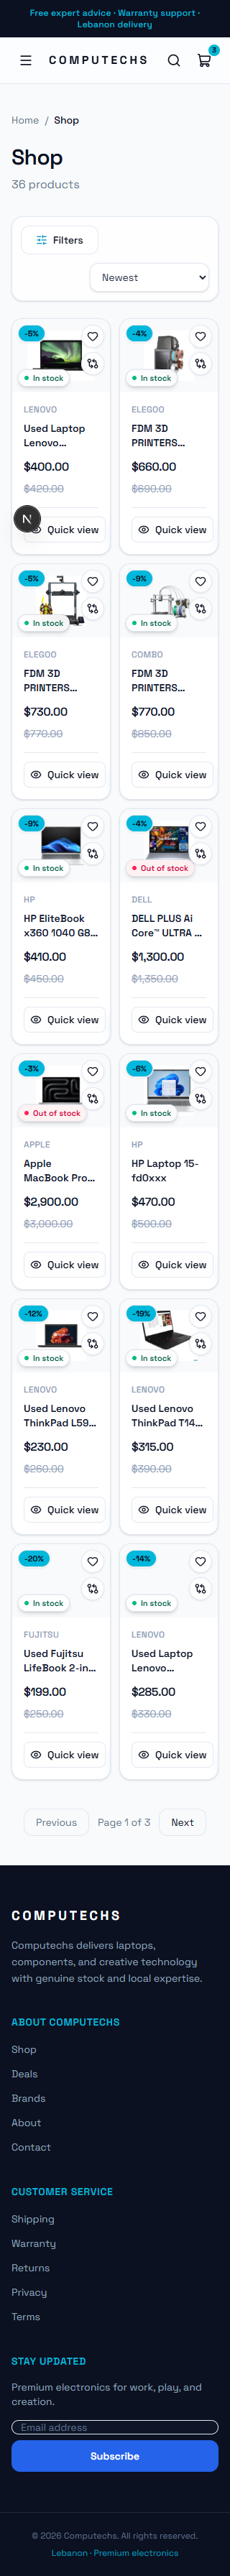 Free expert advice · Warranty support ·
Lebanon delivery
COMPUTECHS
3
Home / Shop
Shop
36 products
Filters
Newest
-5%
In stock
LENOVO
Used Laptop
Lenovo...
$400.00
$420.00
Quick view
-4%
In stock
ELEGOO
FDM 3D
PRINTERS...
$660.00
$690.00
Quick view
N
-5%
In stock
ELEGOO
FDM 3D
PRINTERS...
$730.00
$770.00
Quick view
-9%
In stock
COMBO
FDM 3D
PRINTERS...
$770.00
$850.00
Quick view
-9%
In stock
HP
HP EliteBook
x360 1040 G8...
$410.00
$450.00
Quick view
-4%
Out of stock
DELL
DELL PLUS Ai
Core™ ULTRA ...
$1,300.00
$1,350.00
Quick view
-3%
Out of stock
APPLE
Apple
MacBook Pro...
$2,900.00
$3,000.00
Quick view
-6%
In stock
HP
HP Laptop 15-
fd0xxx
$470.00
$500.00
Quick view
-12%
In stock
LENOVO
Used Lenovo
ThinkPad L59...
$230.00
$260.00
Quick view
-19%
In stock
LENOVO
Used Lenovo
ThinkPad T14...
$315.00
$390.00
Quick view
-20%
In stock
FUJITSU
Used Fujitsu
LifeBook 2-in...
$199.00
$250.00
Quick view
-14%
In stock
LENOVO
Used Laptop
Lenovo...
$285.00
$330.00
Quick view
Previous Page 1 of 3 Next
COMPUTECHS
Computechs delivers laptops,
components, and creative technology
with genuine stock and local expertise.
ABOUT COMPUTECHS
Shop
Deals
Brands
About
Contact
CUSTOMER SERVICE
Shipping
Warranty
Returns
Privacy
Terms
STAY UPDATED
Premium electronics for work, play, and
creation.
Email address
Subscribe
© 2026 Computechs. All rights reserved.
Lebanon · Premium electronics